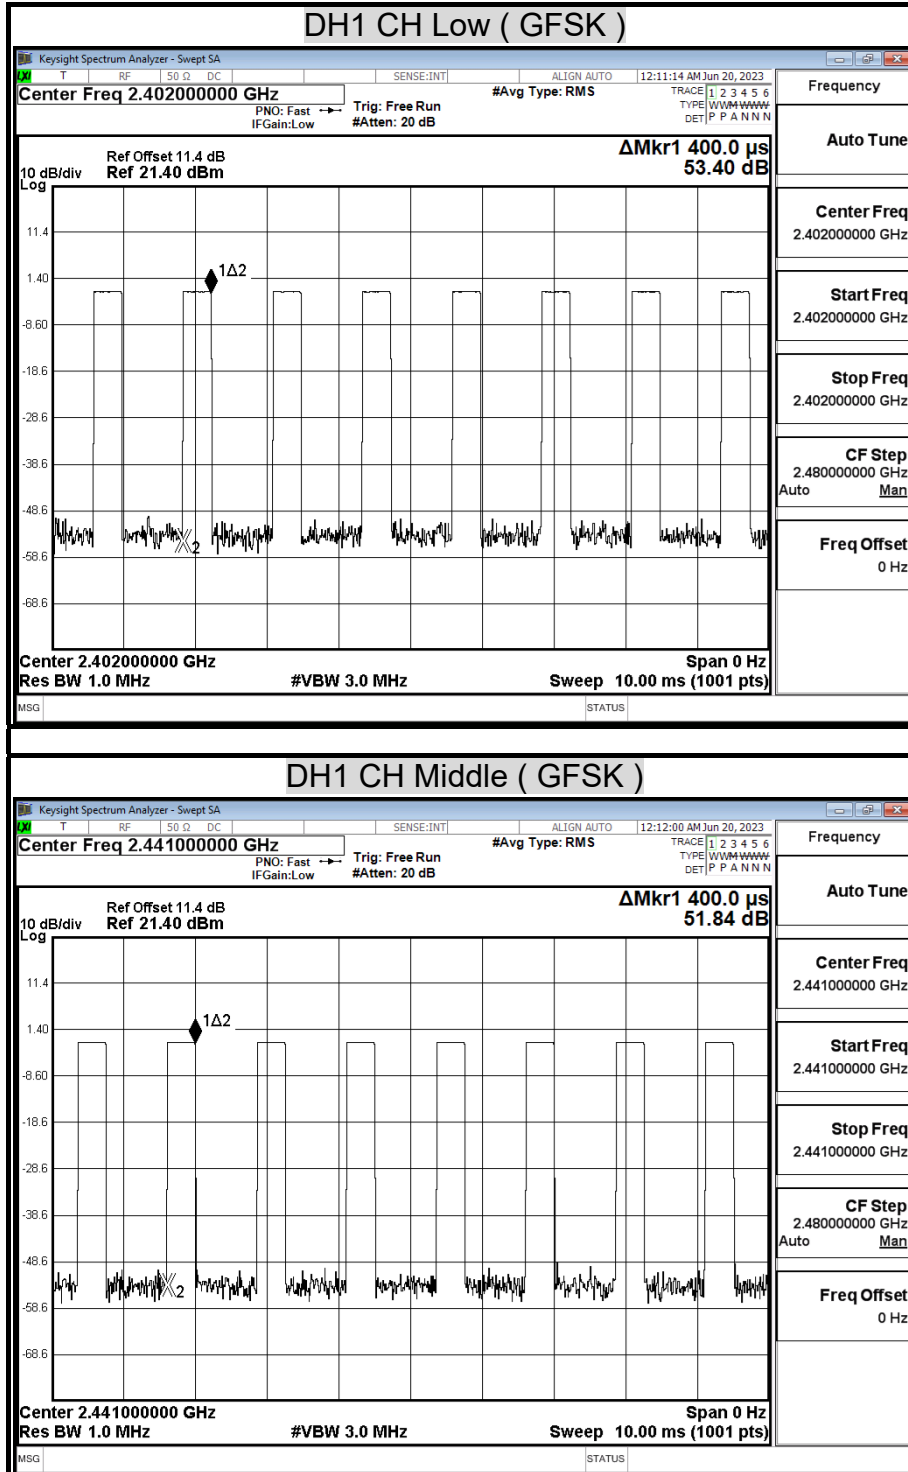 DH1 CH Low ( GFSK )
Keysight Spectrum Analyzer - Swept SA
LXI T RF 50 Ω DC SENSE:INT ALIGN AUTO 12:11:14 AM Jun 20, 2023
Center Freq 2.402000000 GHz #Avg Type: RMS TRACE 1 2 3 4 5 6 Frequency
PNO: Fast Trig: Free Run TYPE WWMWWWW
IFGain:Low #Atten: 20 dB DET P P A N N N
Auto Tune
ΔMkr1 400.0 µs
Ref Offset 11.4 dB
10 dB/div Ref 21.40 dBm 53.40 dB
Log
Center Freq
2.402000000 GHz
11.4
1Δ2
1.40
Start Freq
2.402000000 GHz
-8.60
-18.6
Stop Freq
2.402000000 GHz
-28.6
CF Step
-38.6
2.480000000 GHz
Auto Man
-48.6
2
Freq Offset
-58.6
0 Hz
-68.6
Center 2.402000000 GHz Span 0 Hz
Res BW 1.0 MHz #VBW 3.0 MHz Sweep 10.00 ms (1001 pts)
MSG STATUS
DH1 CH Middle ( GFSK )
Keysight Spectrum Analyzer - Swept SA
LXI T RF 50 Ω DC SENSE:INT ALIGN AUTO 12:12:00 AM Jun 20, 2023
Center Freq 2.441000000 GHz #Avg Type: RMS TRACE 1 2 3 4 5 6 Frequency
PNO: Fast Trig: Free Run TYPE WWMWWWW
IFGain:Low #Atten: 20 dB DET P P A N N N
Auto Tune
ΔMkr1 400.0 µs
Ref Offset 11.4 dB
10 dB/div Ref 21.40 dBm 51.84 dB
Log
Center Freq
2.441000000 GHz
11.4
1Δ2
1.40
Start Freq
2.441000000 GHz
-8.60
-18.6
Stop Freq
2.441000000 GHz
-28.6
CF Step
-38.6
2.480000000 GHz
Auto Man
-48.6
2
Freq Offset
-58.6
0 Hz
-68.6
Center 2.441000000 GHz Span 0 Hz
Res BW 1.0 MHz #VBW 3.0 MHz Sweep 10.00 ms (1001 pts)
MSG STATUS